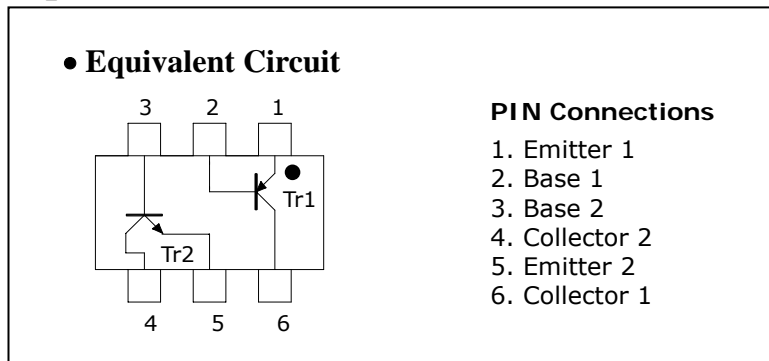 • Equivalent Circuit
3 2 1
Tr1
Tr2
4 5 6
PIN Connections
1. Emitter 1
2. Base 1
3. Base 2
4. Collector 2
5. Emitter 2
6. Collector 1